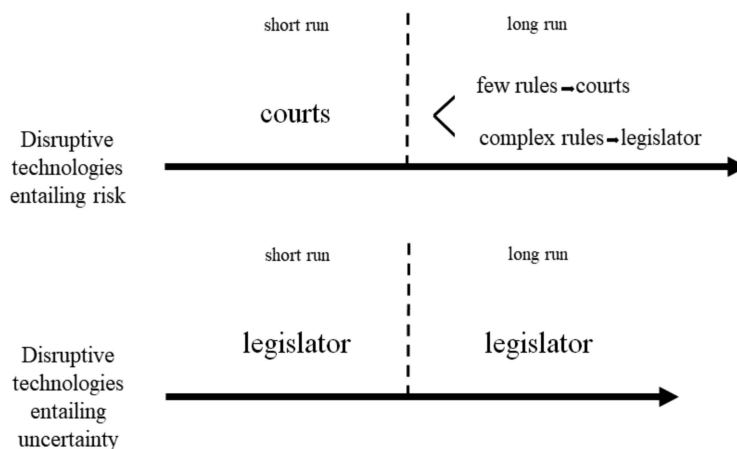 short run
long run
courts
few rules➡courts
complex rules➡legislator
Disruptive
technologies
entailing risk
short run
long run
legislator
legislator
Disruptive
technologies
entailing
uncertainty